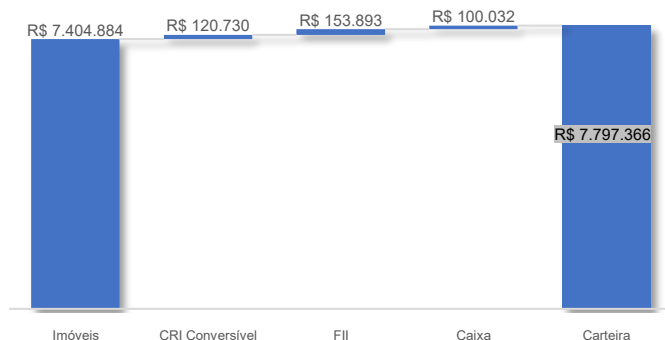 R$ 7.404.884
R$ 120.730
R$ 153.893
R$ 100.032
R$ 7.797.366
Imóveis
CRI Conversível
FII
Caixa
Carteira